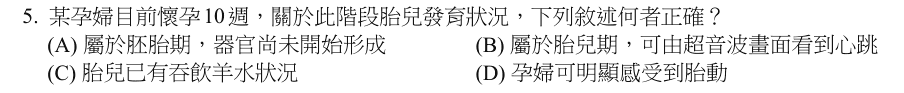 5. 某孕婦目前懷孕10週，關於此階段胎兒發育狀況，下列敘述何者正確？
(A) 屬於胚胎期，器官尚未開始形成 (B) 屬於胎兒期，可由超音波畫面看到心跳
(C) 胎兒已有吞飲羊水狀況 (D) 孕婦可明顯感受到胎動